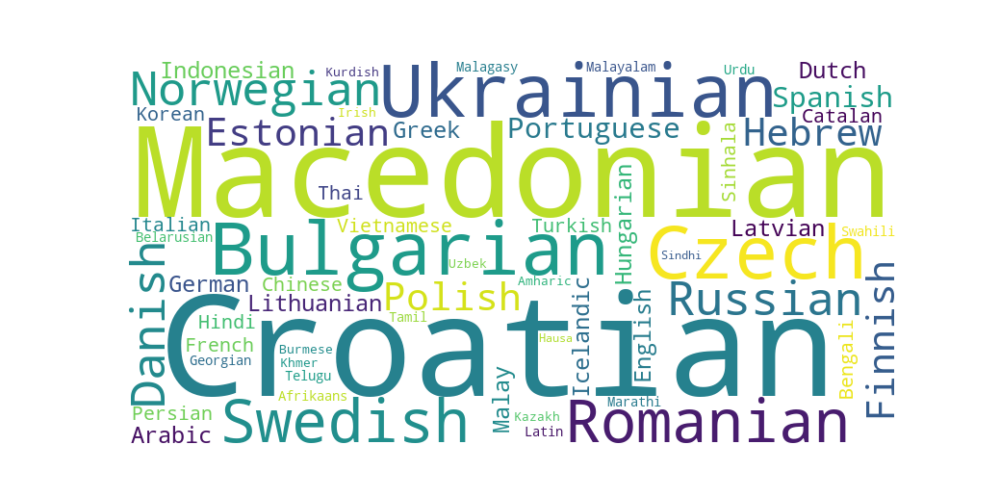 Indonesian
Kurdish
Malagasy
Malayalam
Urdu
Dutch
Norwegian
Ukrainian
Spanish
Korean
Irish
Catalan
Estonian
Greek
Portuguese
Hebrew
Macedonian
Sinhala
Thai
Hungarian
Italian
Belarusian
Bulgarian
Vietnamese
Turkish
Latvian
Swahili
Czech
Sindhi
Uzbek
Danish
German
Chinese
Amharic
Lithuanian
Polish
Russian
Finnish
Tamil
Icelandic
English
Hindi
French
Georgian
Croatian
Burmese
Khmer
Telugu
Hausa
Bengali
Afrikaans
Malay
Marathi
Persian
Arabic
Swedish
Kazakh
Latin
Romanian